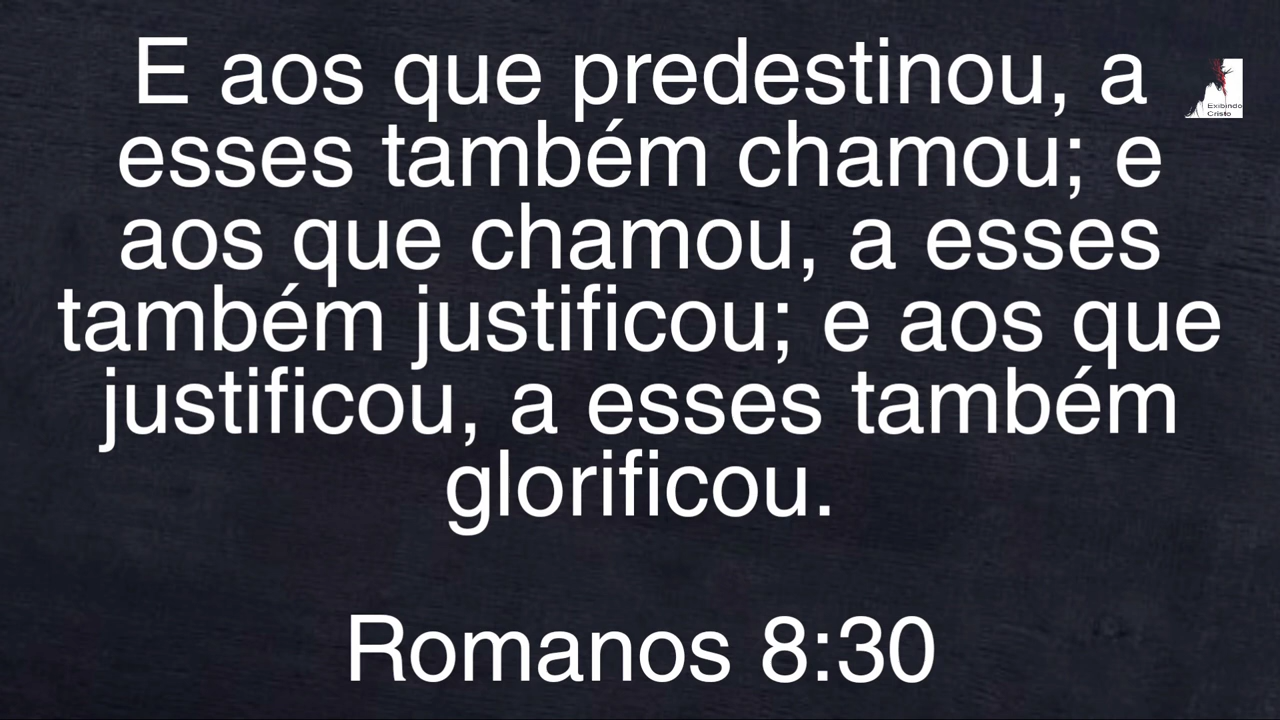 E aos que predestinou, a
esses também chamou; e
aos que chamou, a esses
também justificou; e aos que
justificou, a esses também
glorificou.
Romanos 8:30
Exibindo
Cristo